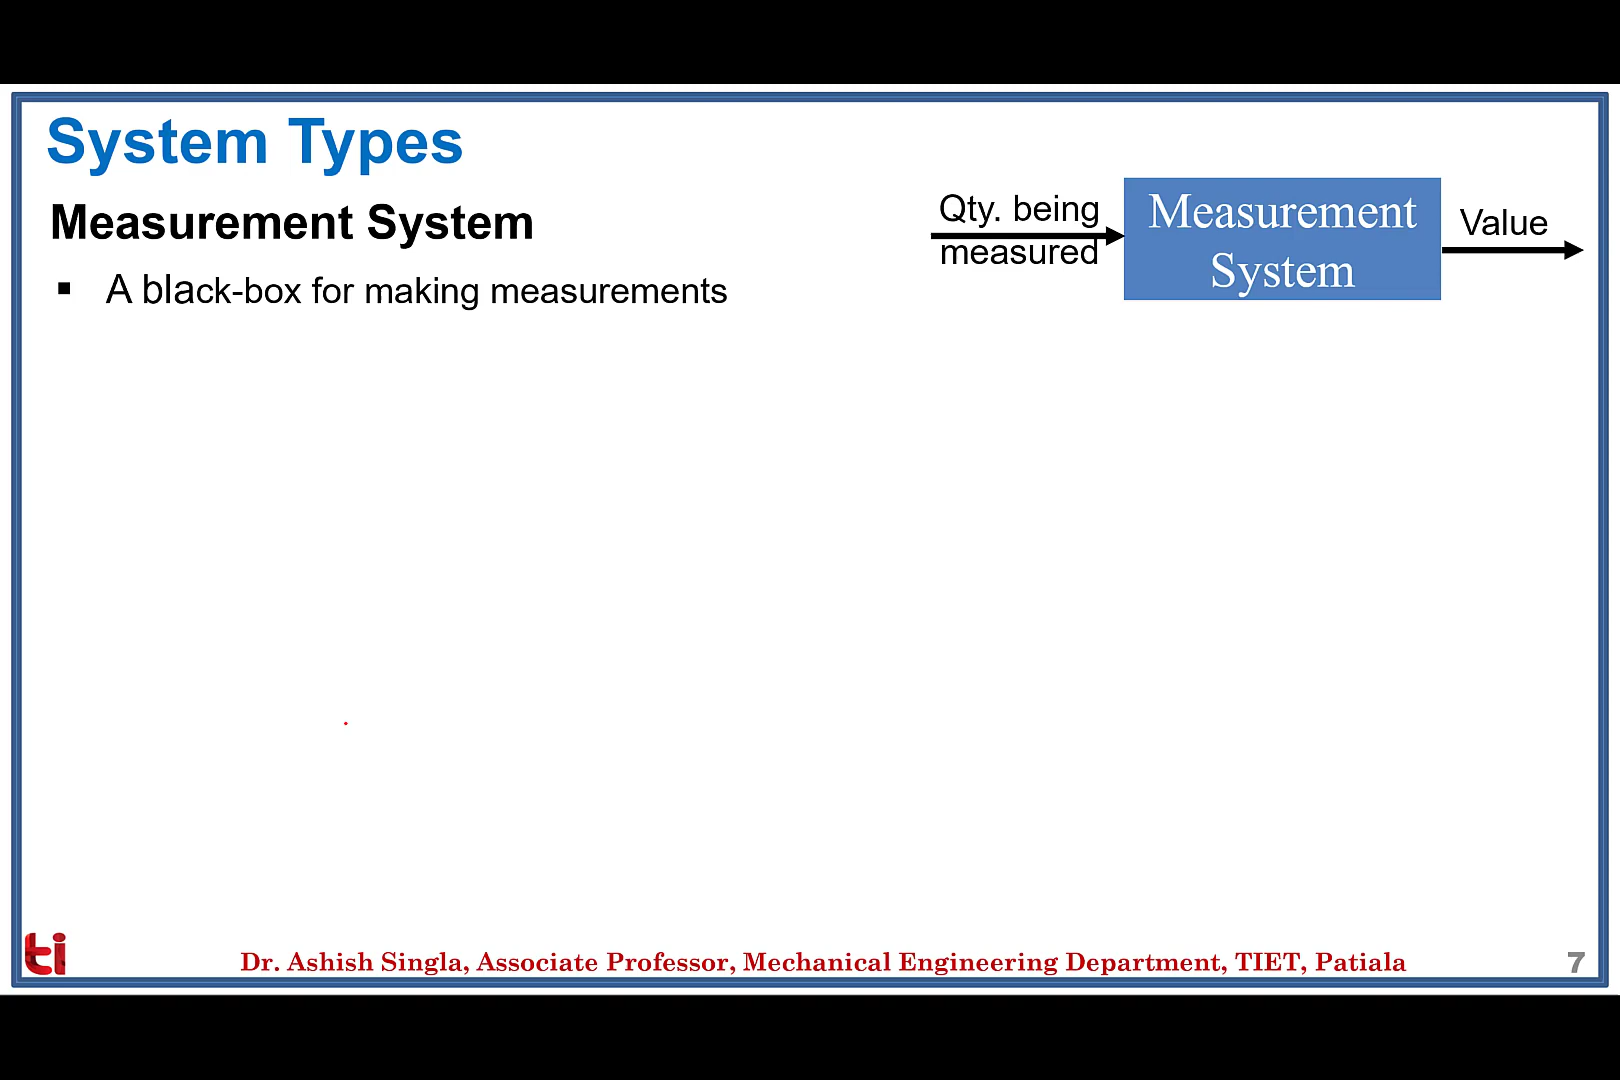 System Types
Measurement System
▪ A black-box for making measurements
Qty. being
measured
Measurement
System
Value
ti
Dr. Ashish Singla, Associate Professor, Mechanical Engineering Department, TIET, Patiala
7